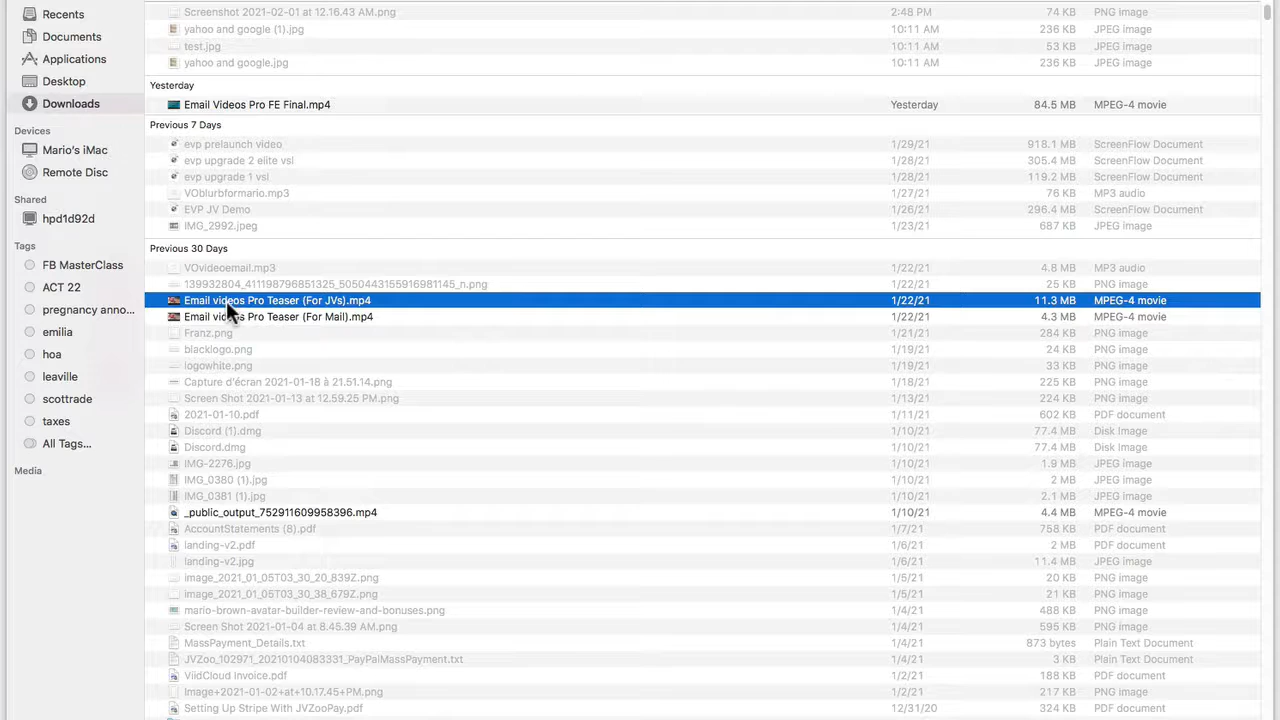 Recents
Documents
Applications
Desktop
Downloads
Devices
Mario's iMac
Remote Disc
Shared
hpd1d92d
Tags
FB MasterClass
ACT 22
pregnancy anno...
emilia
hoa
leaville
scottrade
taxes
All Tags...
Media
Screenshot 2021-02-01 at 12.16.43 AM.png 2:48 PM 74 KB PNG image
yahoo and google (1).jpg 10:11 AM 236 KB JPEG image
test.jpg 10:11 AM 53 KB JPEG image
yahoo and google.jpg 10:11 AM 236 KB JPEG image
Yesterday
Email Videos Pro FE Final.mp4 Yesterday 84.5 MB MPEG-4 movie
Previous 7 Days
evp prelaunch video 1/29/21 918.1 MB ScreenFlow Document
evp upgrade 2 elite vsl 1/28/21 305.4 MB ScreenFlow Document
evp upgrade 1 vsl 1/28/21 119.2 MB ScreenFlow Document
VOblurbformario.mp3 1/27/21 76 KB MP3 audio
EVP JV Demo 1/26/21 296.4 MB ScreenFlow Document
IMG_2992.jpeg 1/23/21 687 KB JPEG image
Previous 30 Days
VOvideoemail.mp3 1/22/21 4.8 MB MP3 audio
139932804_411198796851325_5054431559169811​45_n.png 1/22/21 284 KB PNG image
Email videos Pro Teaser (For JVs).mp4 1/22/21 11.3 MB MPEG-4 movie
Email videos Pro Teaser (For Mail).mp4 1/22/21 4.3 MB MPEG-4 movie
Franz.png 1/21/21 284 KB PNG image
blacklogo.png 1/19/21 24 KB PNG image
logowhite.png 1/19/21 33 KB PNG image
Capture d'écran 2021-01-18 à 21.51.14.png 1/18/21 225 KB PNG image
Screen Shot 2021-01-13 at 12.59.25 PM.png 1/13/21 224 KB PNG image
2021-01-10.pdf 1/11/21 602 KB PDF document
Discord (1).dmg 1/10/21 77.4 MB Disk Image
Discord.dmg 1/10/21 77.4 MB Disk Image
IMG-2276.jpg 1/10/21 1.9 MB JPEG image
IMG_0380 (1).jpg 1/10/21 2 MB JPEG image
IMG_0381 (1).jpg 1/10/21 2.1 MB JPEG image
_public_output_752911609958396.mp4 1/10/21 4.4 MB MPEG-4 movie
AccountStatements (8).pdf 1/7/21 758 KB PDF document
landing-v2.pdf 1/6/21 2 MB PDF document
landing-v2.jpg 1/6/21 11.4 MB JPEG image
image_2021_01_05T03_30_20_839Z.png 1/5/21 20 KB PNG image
image_2021_01_05T03_30_38_679Z.png 1/5/21 21 KB PNG image
mario-brown-avatar-builder-review-and-bonuses.png 1/4/21 488 KB PNG image
Screen Shot 2021-01-04 at 8.45.39 AM.png 1/4/21 595 KB PNG image
MassPayment_Details.txt 1/4/21 873 bytes Plain Text Document
JVZoo_102971_20210104083331_PayPalMassPayment.txt 1/4/21 3 KB Plain Text Document
ViidCloud Invoice.pdf 1/2/21 188 KB PDF document
Image+2021-01-02+at+10.17.45+PM.png 1/2/21 217 KB PNG image
Setting Up Stripe With JVZooPay.pdf 12/31/20 324 KB PDF document